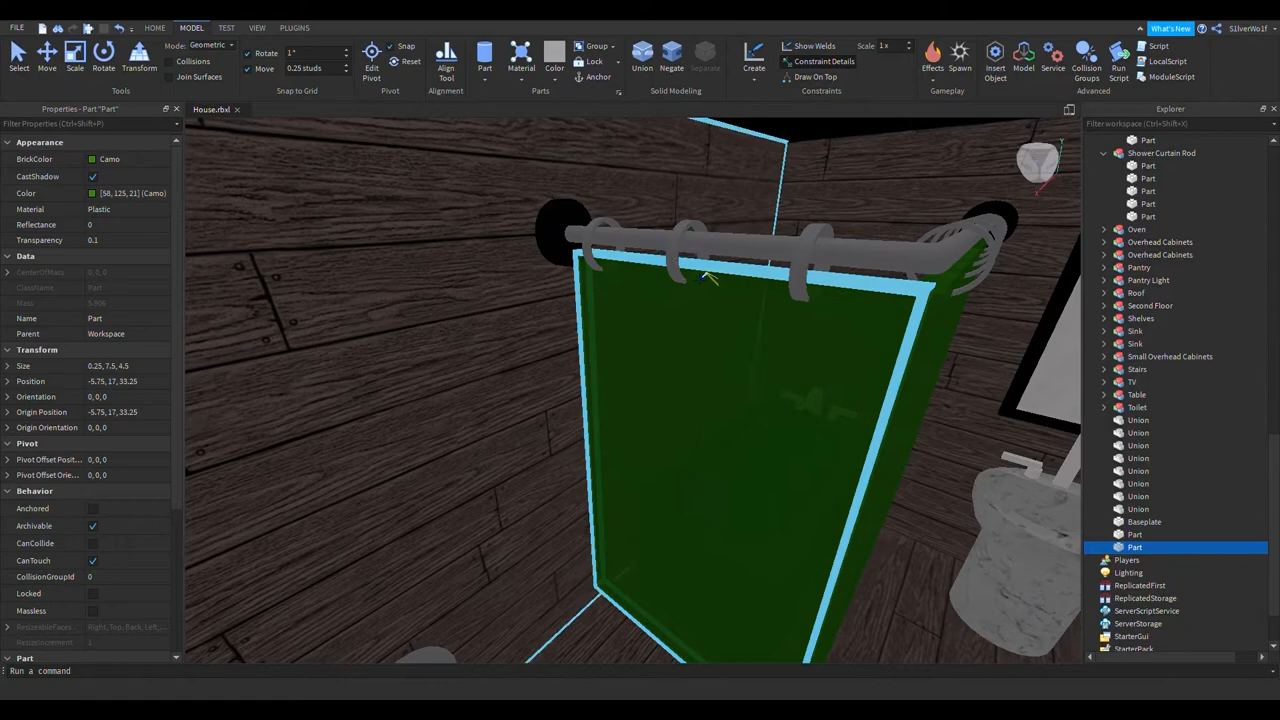 FILE HOME MODEL TEST VIEW PLUGINS What's New S1lverWo1f
Select Move Scale Rotate Transform
Mode: Geometric
Collisions
Join Surfaces
Tools
Rotate 1°
Move 0.25 studs
Snap to Grid
Edit Pivot
Snap
Reset
Pivot
Align Tool
Alignment
Part Material Color
Group
Lock
Anchor
Parts
Union Negate Separate
Solid Modeling
Create
Show Welds Scale 1x
Constraint Details
Draw On Top
Constraints
Effects Spawn
Gameplay
Insert Object Model Service Collision Groups Run Script
Script
LocalScript
ModuleScript
Advanced
Properties - Part "Part"
Filter Properties (Ctrl+Shift+P)
Appearance
BrickColor Camo
CastShadow
Color [58, 125, 21] (Camo)
Material Plastic
Reflectance 0
Transparency 0.1
Data
CenterOfMass 0, 0, 0
ClassName Part
Mass 5.906
Name Part
Parent Workspace
Transform
Size 0.25, 7.5, 4.5
Position -5.75, 17, 33.25
Orientation 0, 0, 0
Origin Position -5.75, 17, 33.25
Origin Orientation 0, 0, 0
Pivot
Pivot Offset Posit... 0, 0, 0
Pivot Offset Orie... 0, 0, 0
Behavior
Anchored
Archivable
CanCollide
CanTouch
CollisionGroupId 0
Locked
Massless
ResizeableFaces Right, Top, Back, Left,...
ResizeIncrement 1
Part
House.rbxl
Explorer
Filter workspace (Ctrl+Shift+X)
Part
Shower Curtain Rod
Part
Part
Part
Part
Part
Oven
Overhead Cabinets
Overhead Cabinets
Pantry
Pantry Light
Roof
Second Floor
Shelves
Sink
Sink
Small Overhead Cabinets
Stairs
TV
Table
Toilet
Union
Union
Union
Union
Union
Union
Union
Union
Baseplate
Part
Part
Players
Lighting
ReplicatedFirst
ReplicatedStorage
ServerScriptService
ServerStorage
StarterGui
StarterPack
Run a command